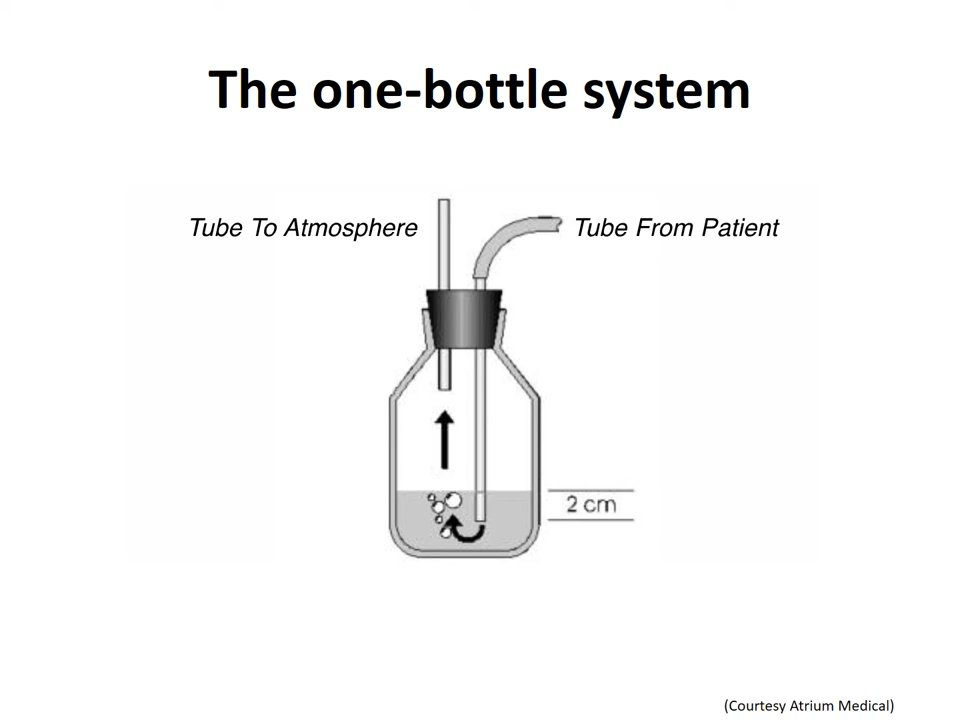 The one-bottle system
Tube To Atmosphere
Tube From Patient
2 cm
(Courtesy Atrium Medical)